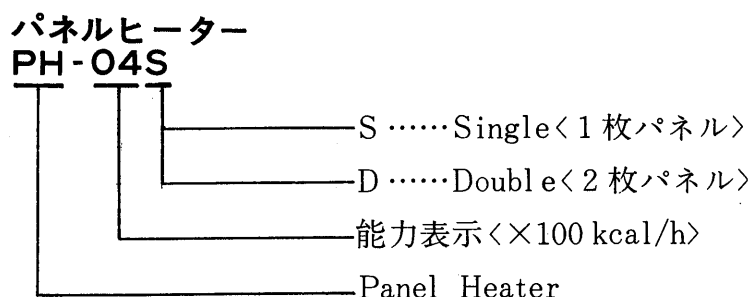 パネルヒーター
PH-04S
S……Single〈1枚パネル〉
D……Double〈2枚パネル〉
能力表示〈×100 kcal/h〉
Panel Heater